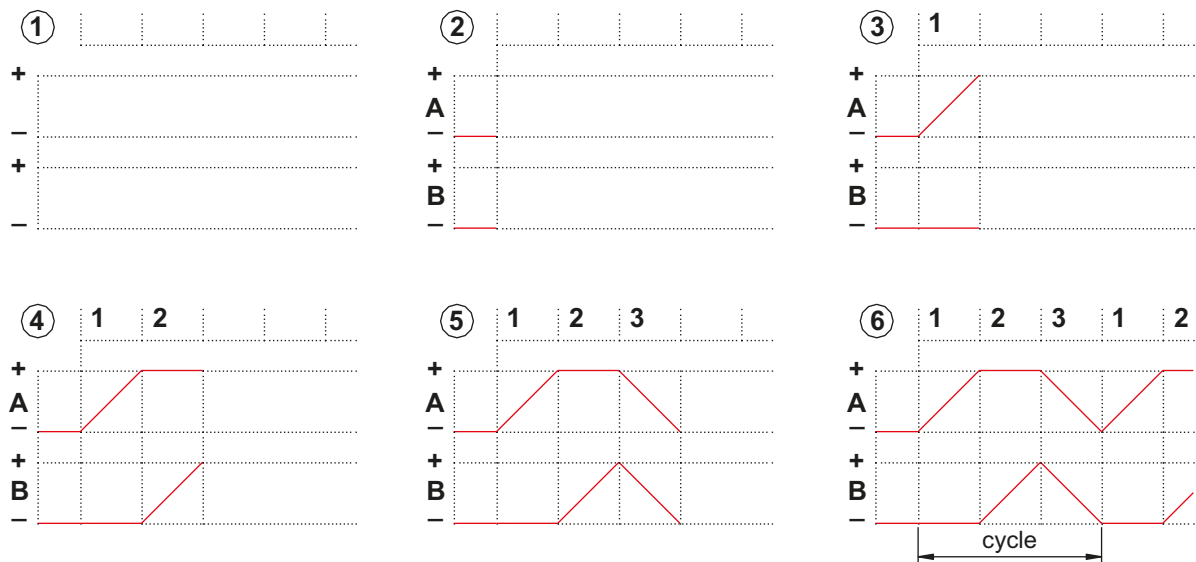 1
+
–
+
–
2
+
A
–
+
B
–
3 1
+
A
–
+
B
–
4 1 2
+
A
–
+
B
–
5 1 2 3
+
A
–
+
B
–
6 1 2 3 1 2
+
A
–
+
B
–
cycle